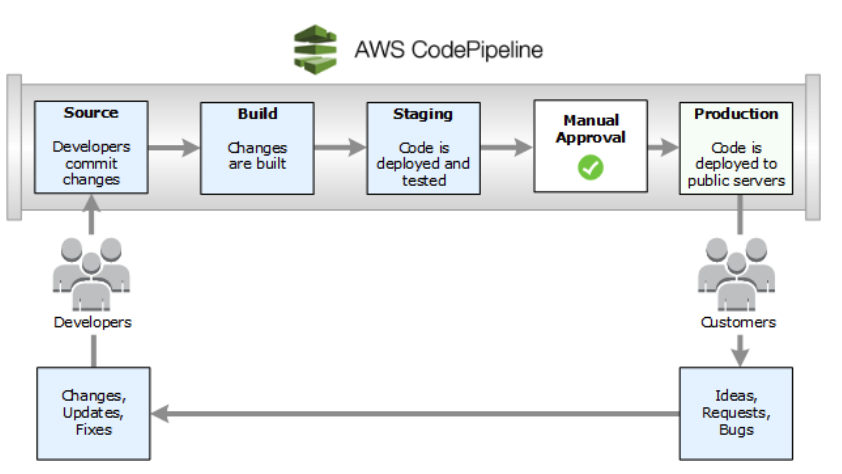 AWS CodePipeline
Source
Developers
commit
changes
Build
Changes
are built
Staging
Code is
deployed and
tested
Manual
Approval
Production
Code is
deployed to
public servers
Developers
Customers
Changes,
Updates,
Fixes
Ideas,
Requests,
Bugs